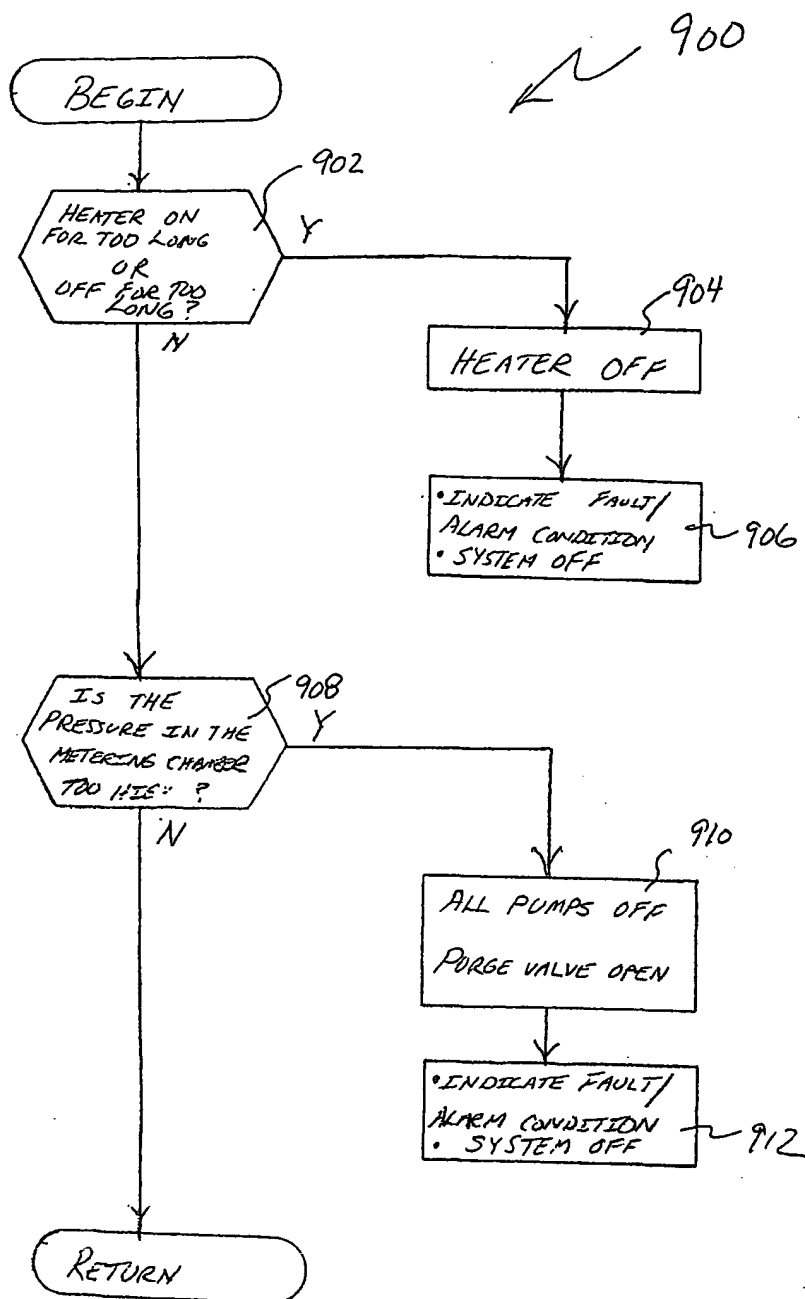 900
BEGIN
902
HEATER ON
FOR TOO LONG
OR
OFF FOR TOO
LONG?
Y
N
904
HEATER OFF
•INDICATE FAULT/
ALARM CONDITION
• SYSTEM OFF
906
IS THE
PRESSURE IN THE
METERING CHAMBER
TOO ?
908
Y
N
910
ALL PUMPS OFF
PURGE VALVE OPEN
•INDICATE FAULT/
ALARM CONDITION
• SYSTEM OFF
912
RETURN